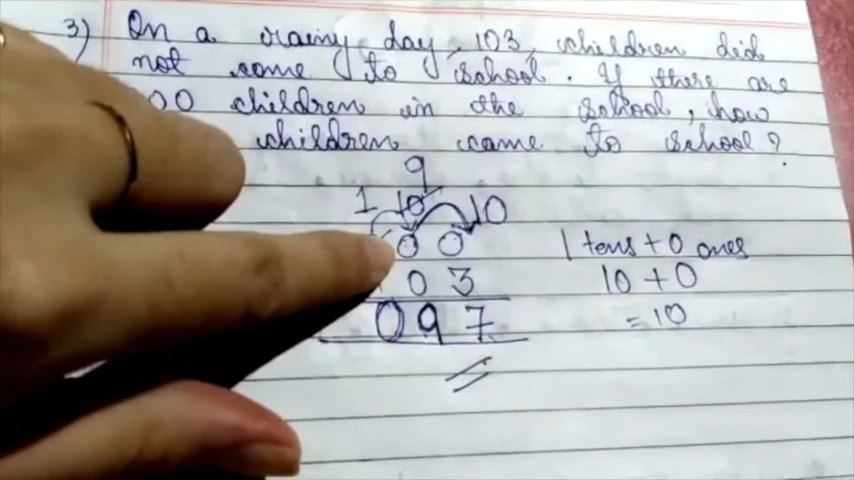 3) On a rainy day, 103, children did
not come to school. If there are
00 children in the school, how
children came to school?
9
1 10 10
0 0
0 3
1 tens + 0 ones
10 + 0
= 10
0 9 7